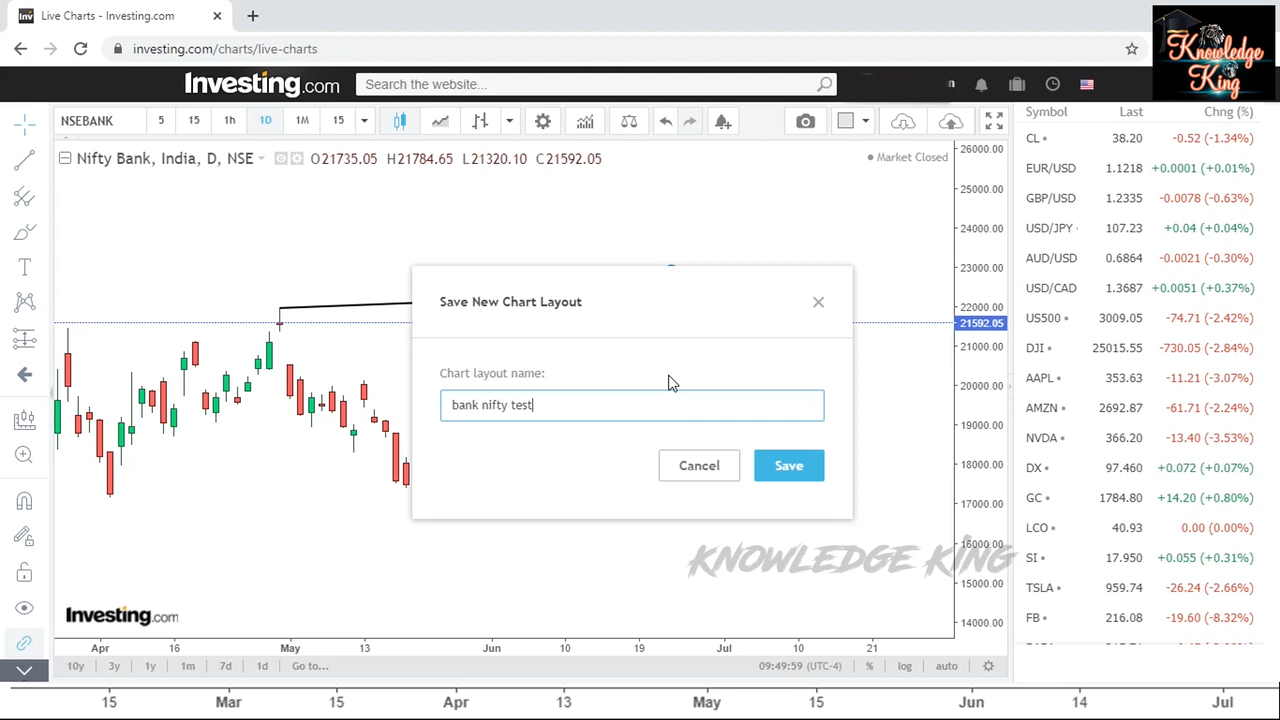 Live Charts - Investing.com
investing.com/charts/live-charts
Knowledge
King
Investing.com
Search the website...
NSEBANK 5 15 1h 1D 1M 15
Nifty Bank, India, D, NSE O21735.05 H21784.65 L21320.10 C21592.05
Market Closed
26000.00
25000.00
24000.00
23000.00
22000.00
21592.05
21000.00
20000.00
19000.00
18000.00
17000.00
16000.00
15000.00
14000.00
Save New Chart Layout
Chart layout name:
bank nifty test
Cancel Save
KNOWLEDGE KING
Investing.com
Apr 16 May 13 Jun 10 19 Jul 10 21
10y 3y 1y 1m 7d 1d Go to... 09:49:59 (UTC-4) % log auto
Symbol Last Chng (%)
CL 38.20 -0.52 (-1.34%)
EUR/USD 1.1218 +0.0001 (+0.01%)
GBP/USD 1.2335 -0.0078 (-0.63%)
USD/JPY 107.23 +0.04 (+0.04%)
AUD/USD 0.6864 -0.0021 (-0.30%)
USD/CAD 1.3687 +0.0051 (+0.37%)
US500 3009.05 -74.71 (-2.42%)
DJI 25015.55 -730.05 (-2.84%)
AAPL 353.63 -11.21 (-3.07%)
AMZN 2692.87 -61.71 (-2.24%)
NVDA 366.20 -13.40 (-3.53%)
DX 97.460 +0.072 (+0.07%)
GC 1784.80 +14.20 (+0.80%)
LCO 40.93 0.00 (0.00%)
SI 17.950 +0.055 (+0.31%)
TSLA 959.74 -26.24 (-2.66%)
FB 216.08 -19.60 (-8.32%)
15 Mar 15 Apr 13 May 15 Jun 14 Jul